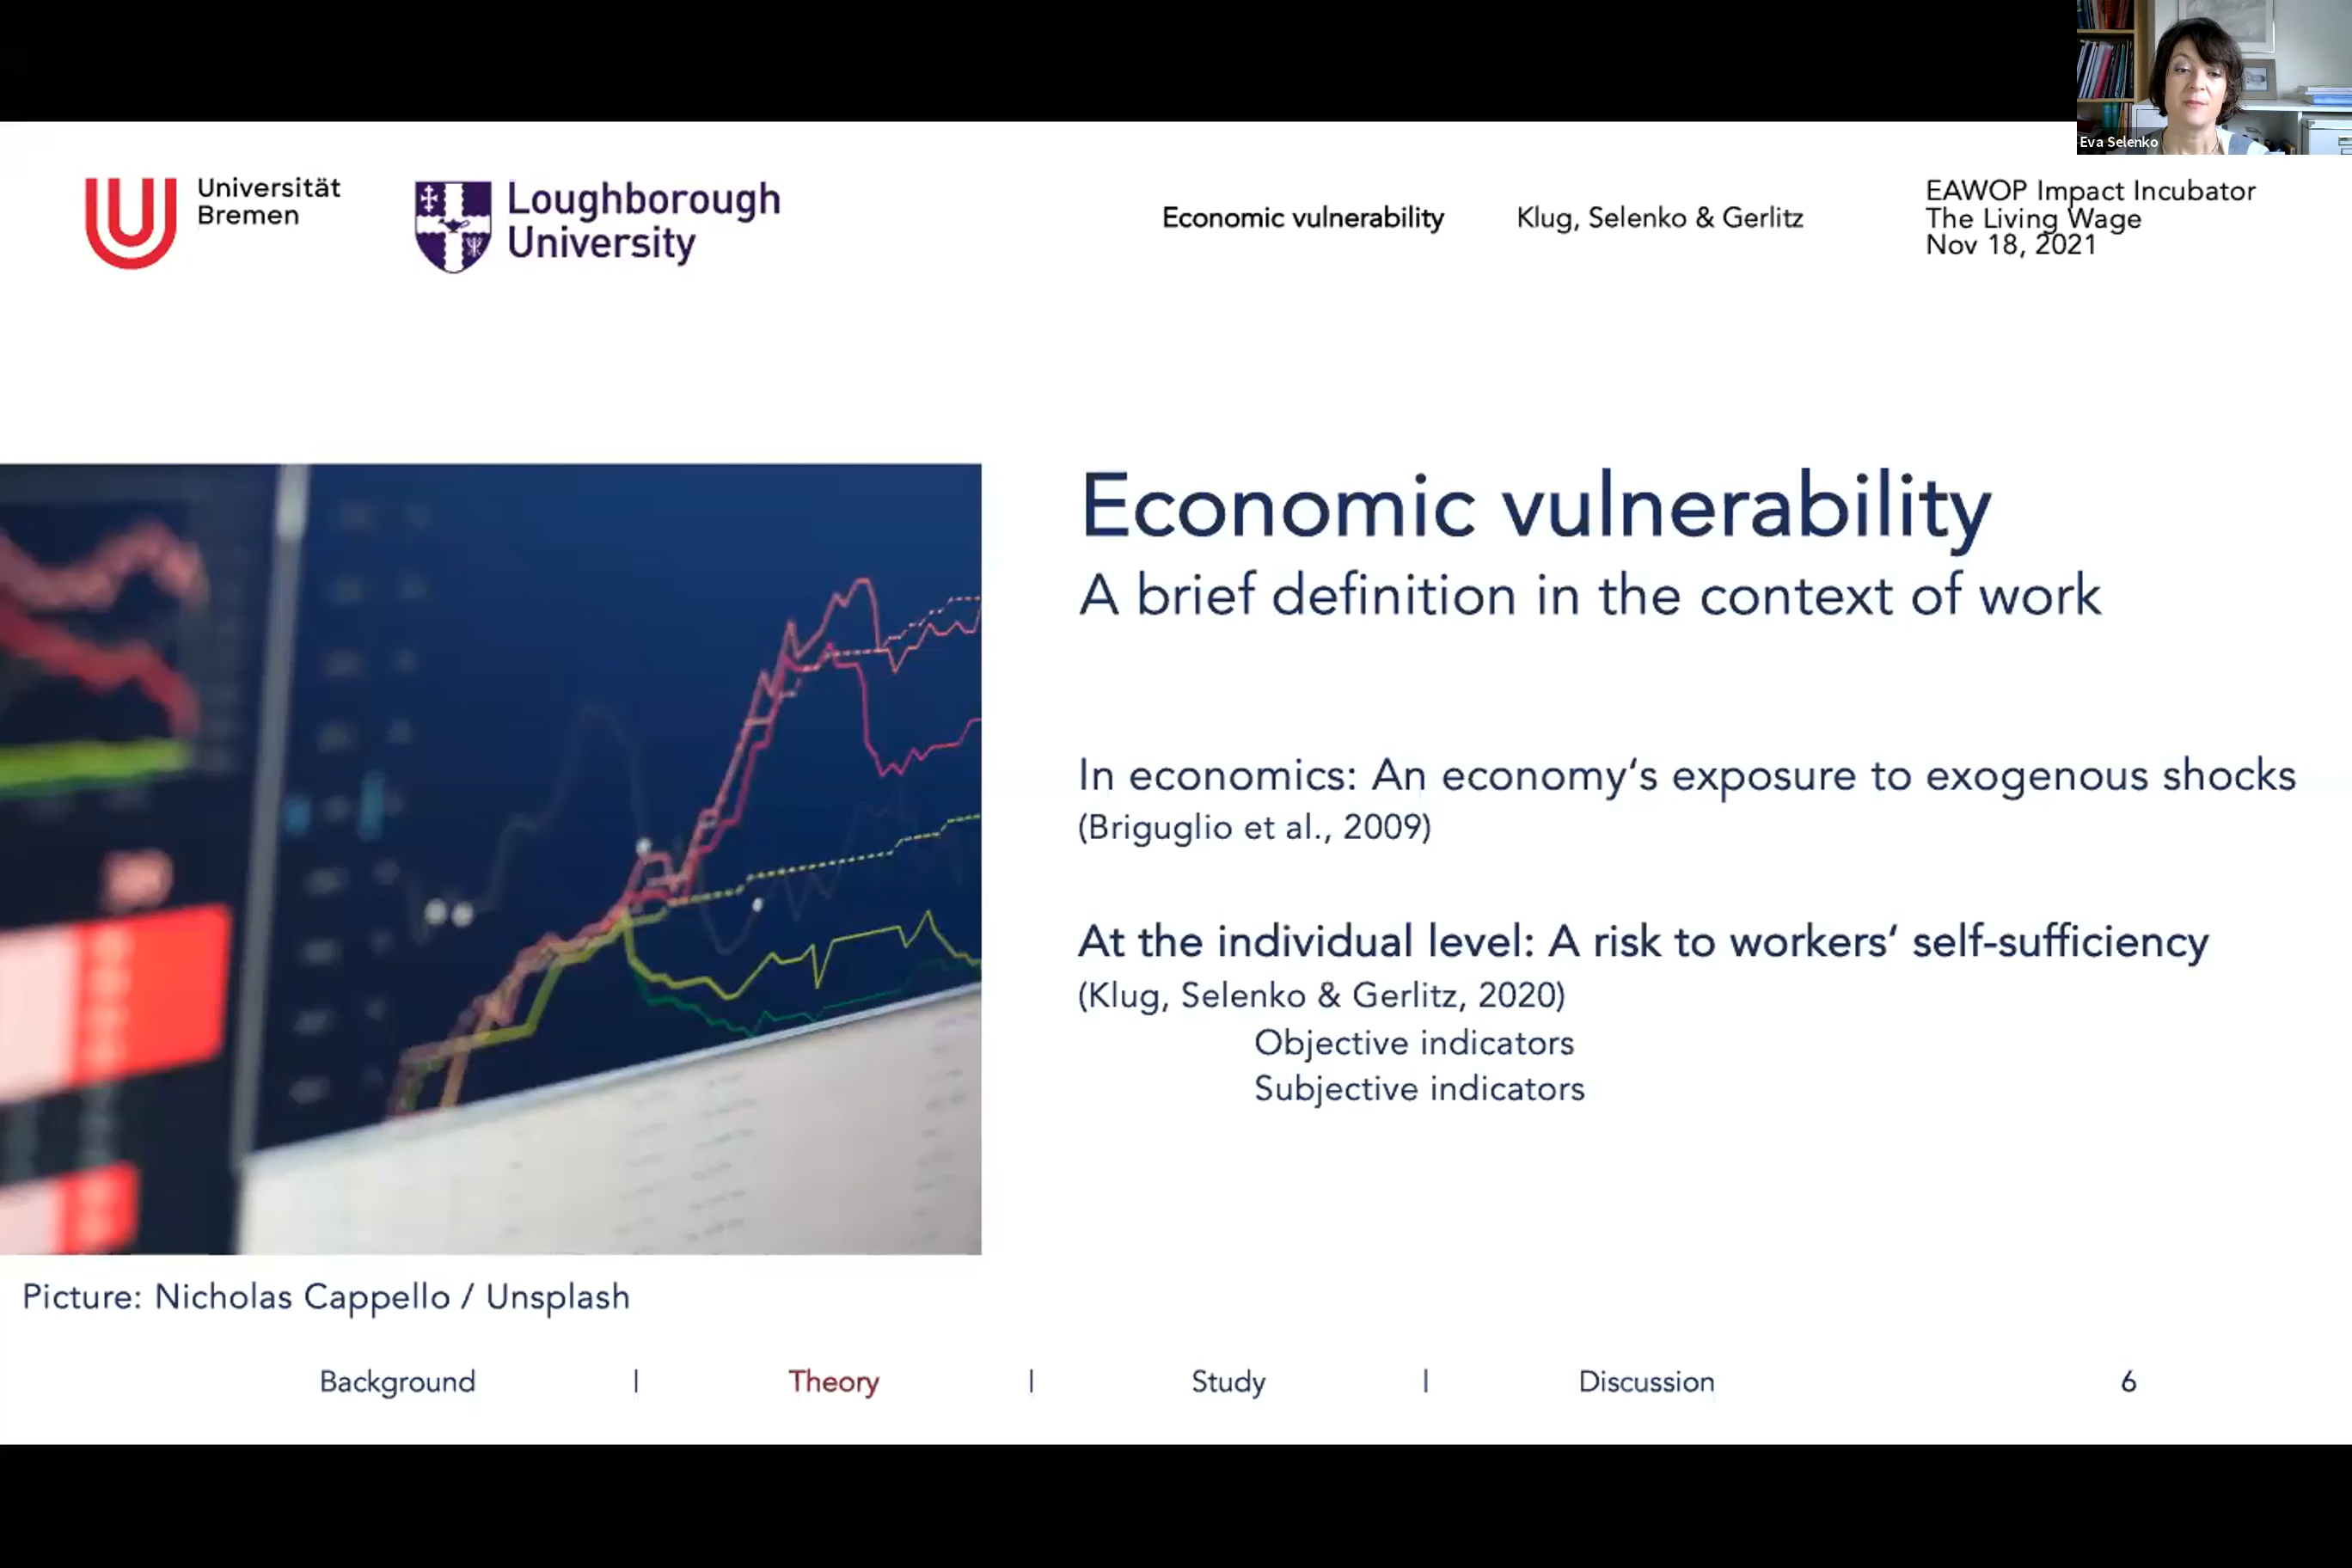 Eva Selenko
Universität
Bremen
Loughborough
University
Economic vulnerability
Klug, Selenko & Gerlitz
EAWOP Impact Incubator
The Living Wage
Nov 18, 2021
Economic vulnerability
A brief definition in the context of work
In economics: An economy‘s exposure to exogenous shocks
(Briguglio et al., 2009)
At the individual level: A risk to workers‘ self-sufficiency
(Klug, Selenko & Gerlitz, 2020)
Objective indicators
Subjective indicators
Picture: Nicholas Cappello / Unsplash
Background | Theory | Study | Discussion 6